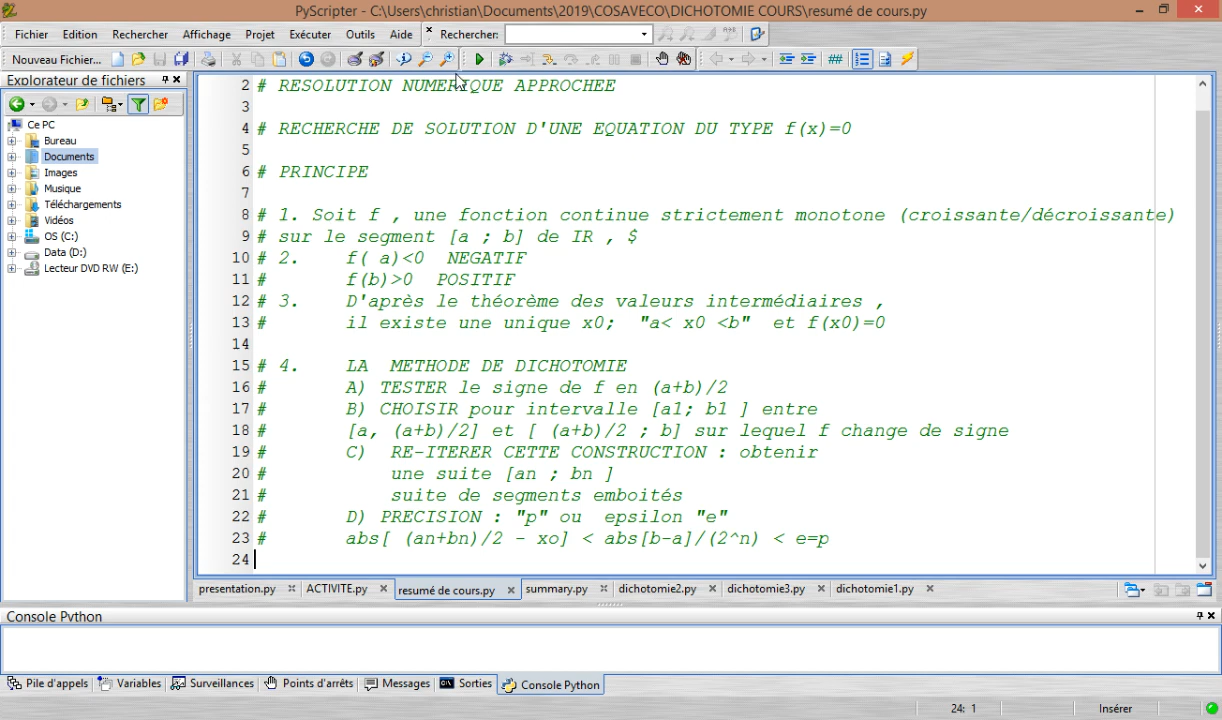 PyScripter - C:\Users\christian\Documents\2019\COSAVECO\DICHOTOMIE COURS\resumé de cours.py
Fichier Edition Rechercher Affichage Projet Exécuter Outils Aide Rechercher:
Nouveau Fichier...
Explorateur de fichiers
Ce PC
Bureau
Documents
Images
Musique
Téléchargements
Vidéos
OS (C:)
Data (D:)
Lecteur DVD RW (E:)
2 # RESOLUTION NUMERIQUE APPROCHEE
3
4 # RECHERCHE DE SOLUTION D'UNE EQUATION DU TYPE f(x)=0
5
6 # PRINCIPE
7
8 # 1. Soit f , une fonction continue strictement monotone (croissante/décroissante)
9 # sur le segment [a ; b] de IR , $
10 # 2. f( a)<0 NEGATIF
11 # f(b)>0 POSITIF
12 # 3. D'après le théorème des valeurs intermédiaires ,
13 # il existe une unique x0; "a< x0 <b" et f(x0)=0
14
15 # 4. LA METHODE DE DICHOTOMIE
16 # A) TESTER le signe de f en (a+b)/2
17 # B) CHOISIR pour intervalle [a1; b1 ] entre
18 # [a, (a+b)/2] et [ (a+b)/2 ; b] sur lequel f change de signe
19 # C) RE-ITERER CETTE CONSTRUCTION : obtenir
20 # une suite [an ; bn ]
21 # suite de segments emboités
22 # D) PRECISION : "p" ou epsilon "e"
23 # abs[ (an+bn)/2 - xo] < abs[b-a]/(2^n) < e=p
24
presentation.py ACTIVITE.py resumé de cours.py summary.py dichotomie2.py dichotomie3.py dichotomie1.py
Console Python
Pile d'appels Variables Surveillances Points d'arrêts Messages Sorties Console Python
24: 1 Insérer